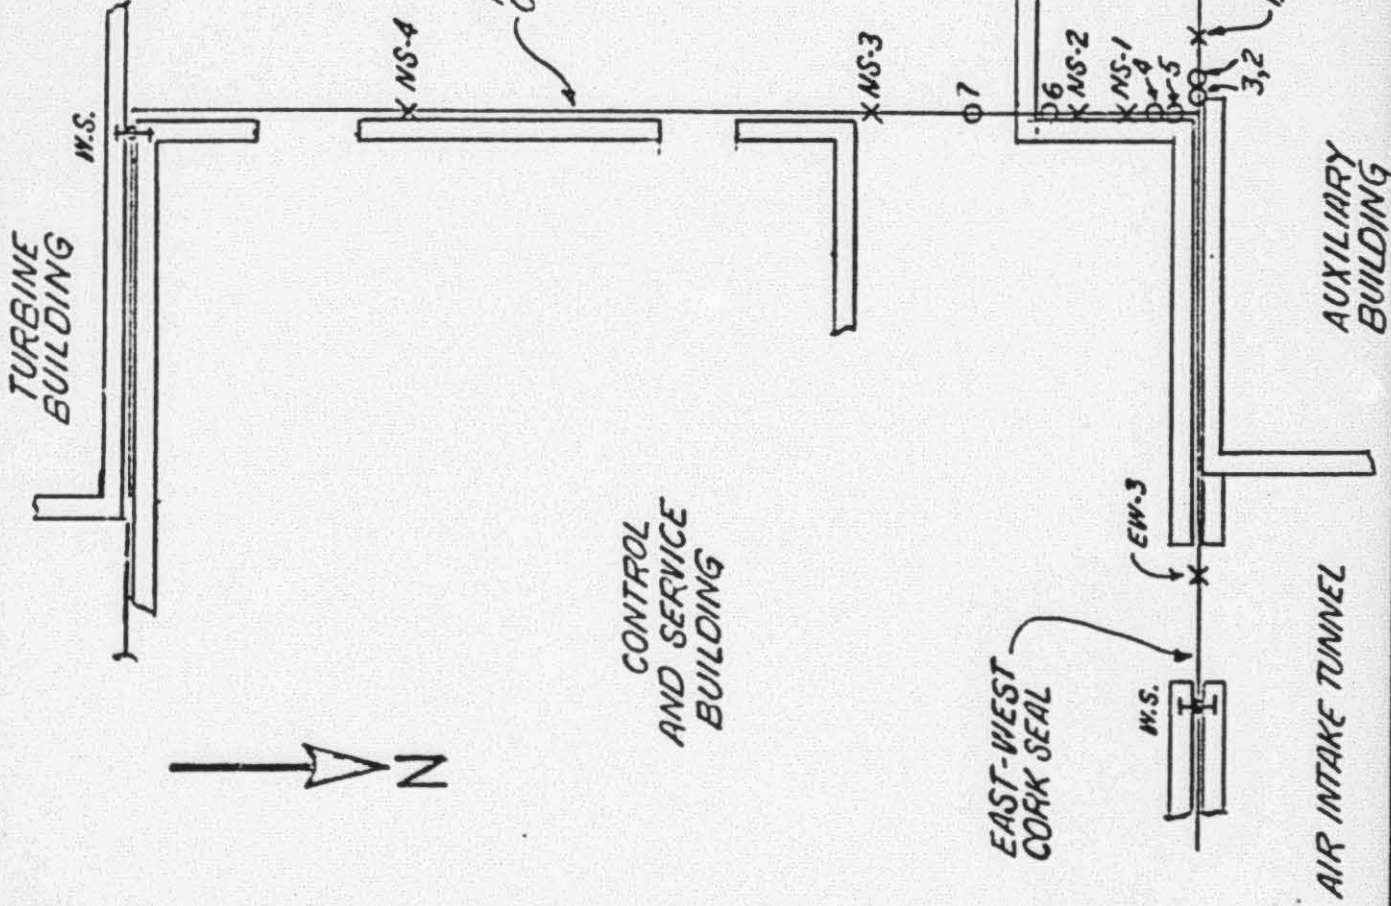 TURBINE
BUILDING
W.S.
NS-4
NS-3
7
6
NS-2
NS-1
4
5
1
3,2
CONTROL
AND SERVICE
BUILDING
N
EAST-WEST
CORK SEAL
W.S.
EW-3
AUXILIARY
BUILDING
AIR INTAKE TUNNEL